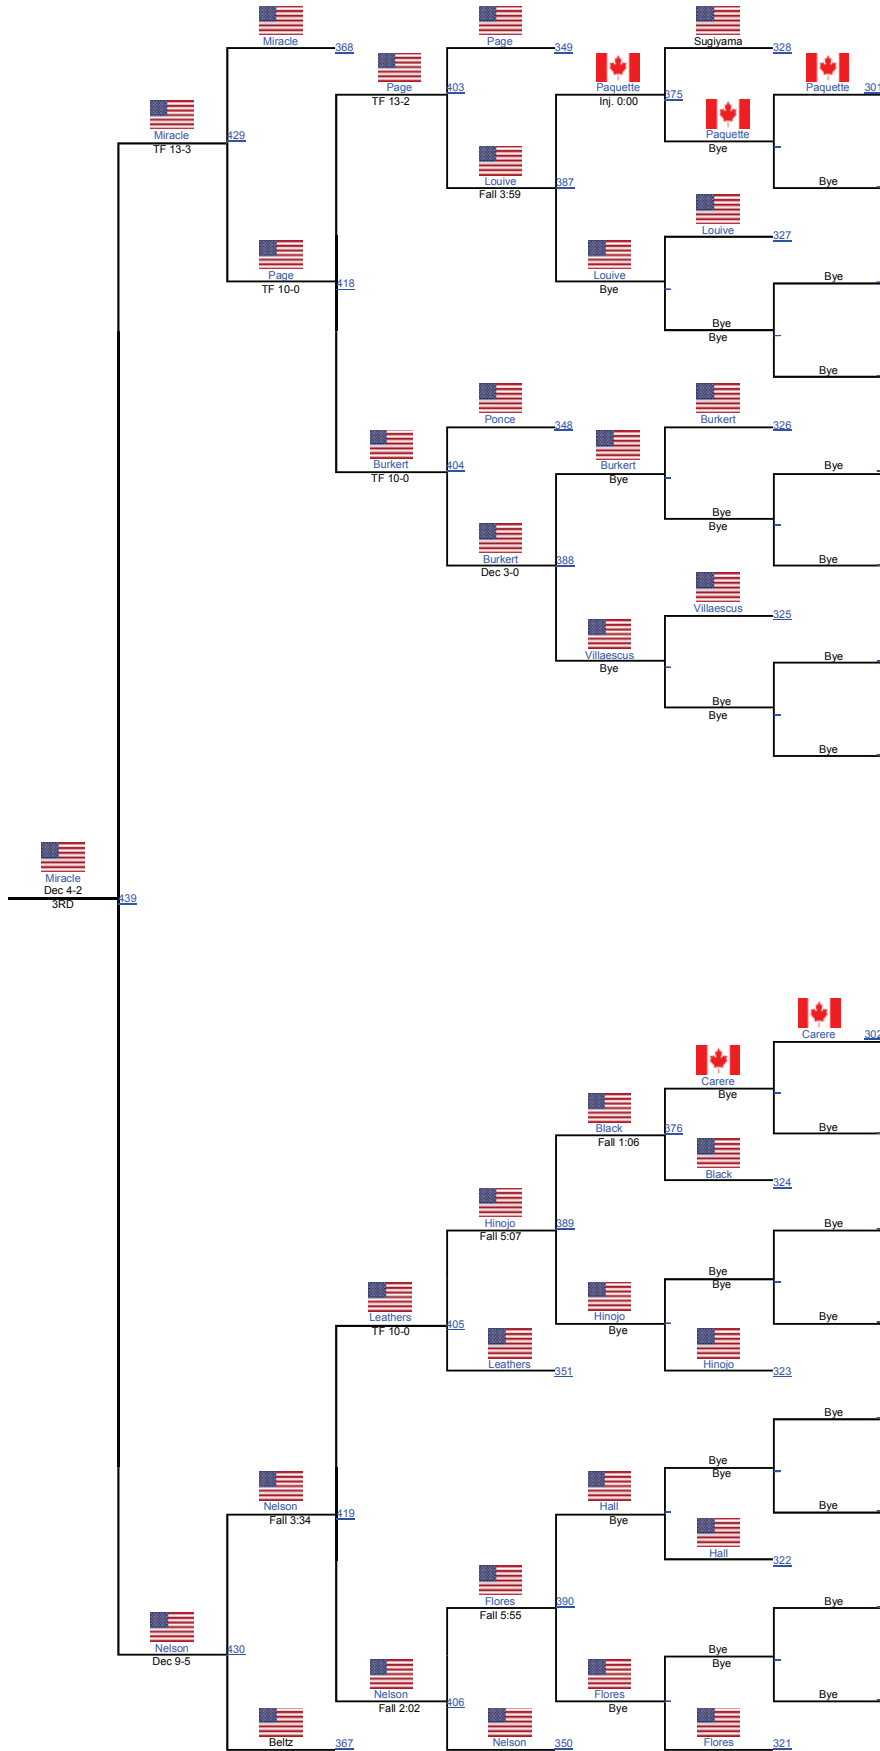 Miracle
368
Page
349
Sugiyama
328
Page
TF 13-2
403
Paquette
Inj. 0:00
375
Paquette
301
Miracle
TF 13-3
429
Paquette
Bye
Louive
Fall 3:59
387
Bye
Louive
327
Page
TF 10-0
418
Louive
Bye
Bye
Bye
Bye
Bye
Ponce
348
Burkert
326
Burkert
TF 10-0
404
Burkert
Bye
Bye
Bye
Bye
Burkert
Dec 3-0
388
Bye
Villaescus
325
Villaescus
Bye
Bye
Bye
Bye
Bye
Miracle
Dec 4-2
3RD
439
Carere
302
Carere
Bye
Black
Fall 1:06
376
Bye
Black
324
Hinojo
Fall 5:07
389
Bye
Bye
Bye
Leathers
TF 10-0
405
Hinojo
Bye
Bye
Leathers
351
Hinojo
323
Bye
Bye
Bye
Nelson
Fall 3:34
419
Hall
Bye
Bye
Hall
322
Flores
Fall 5:55
390
Bye
Nelson
Dec 9-5
430
Bye
Bye
Nelson
Fall 2:02
406
Flores
Bye
Bye
Beltz
367
Nelson
350
Flores
321